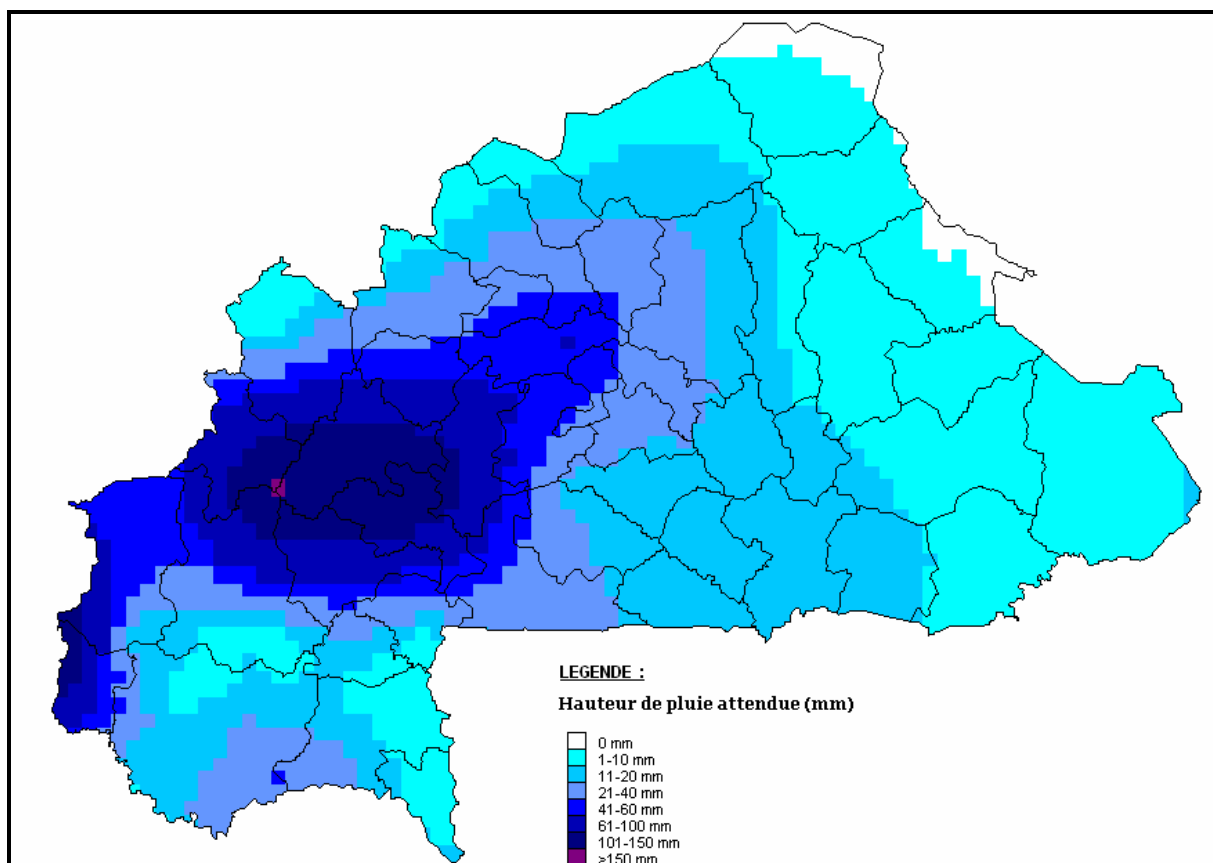 LEGENDE :
Hauteur de pluie attendue (mm)
0 mm
1-10 mm
11-20 mm
21-40 mm
41-60 mm
61-100 mm
101-150 mm
>150 mm